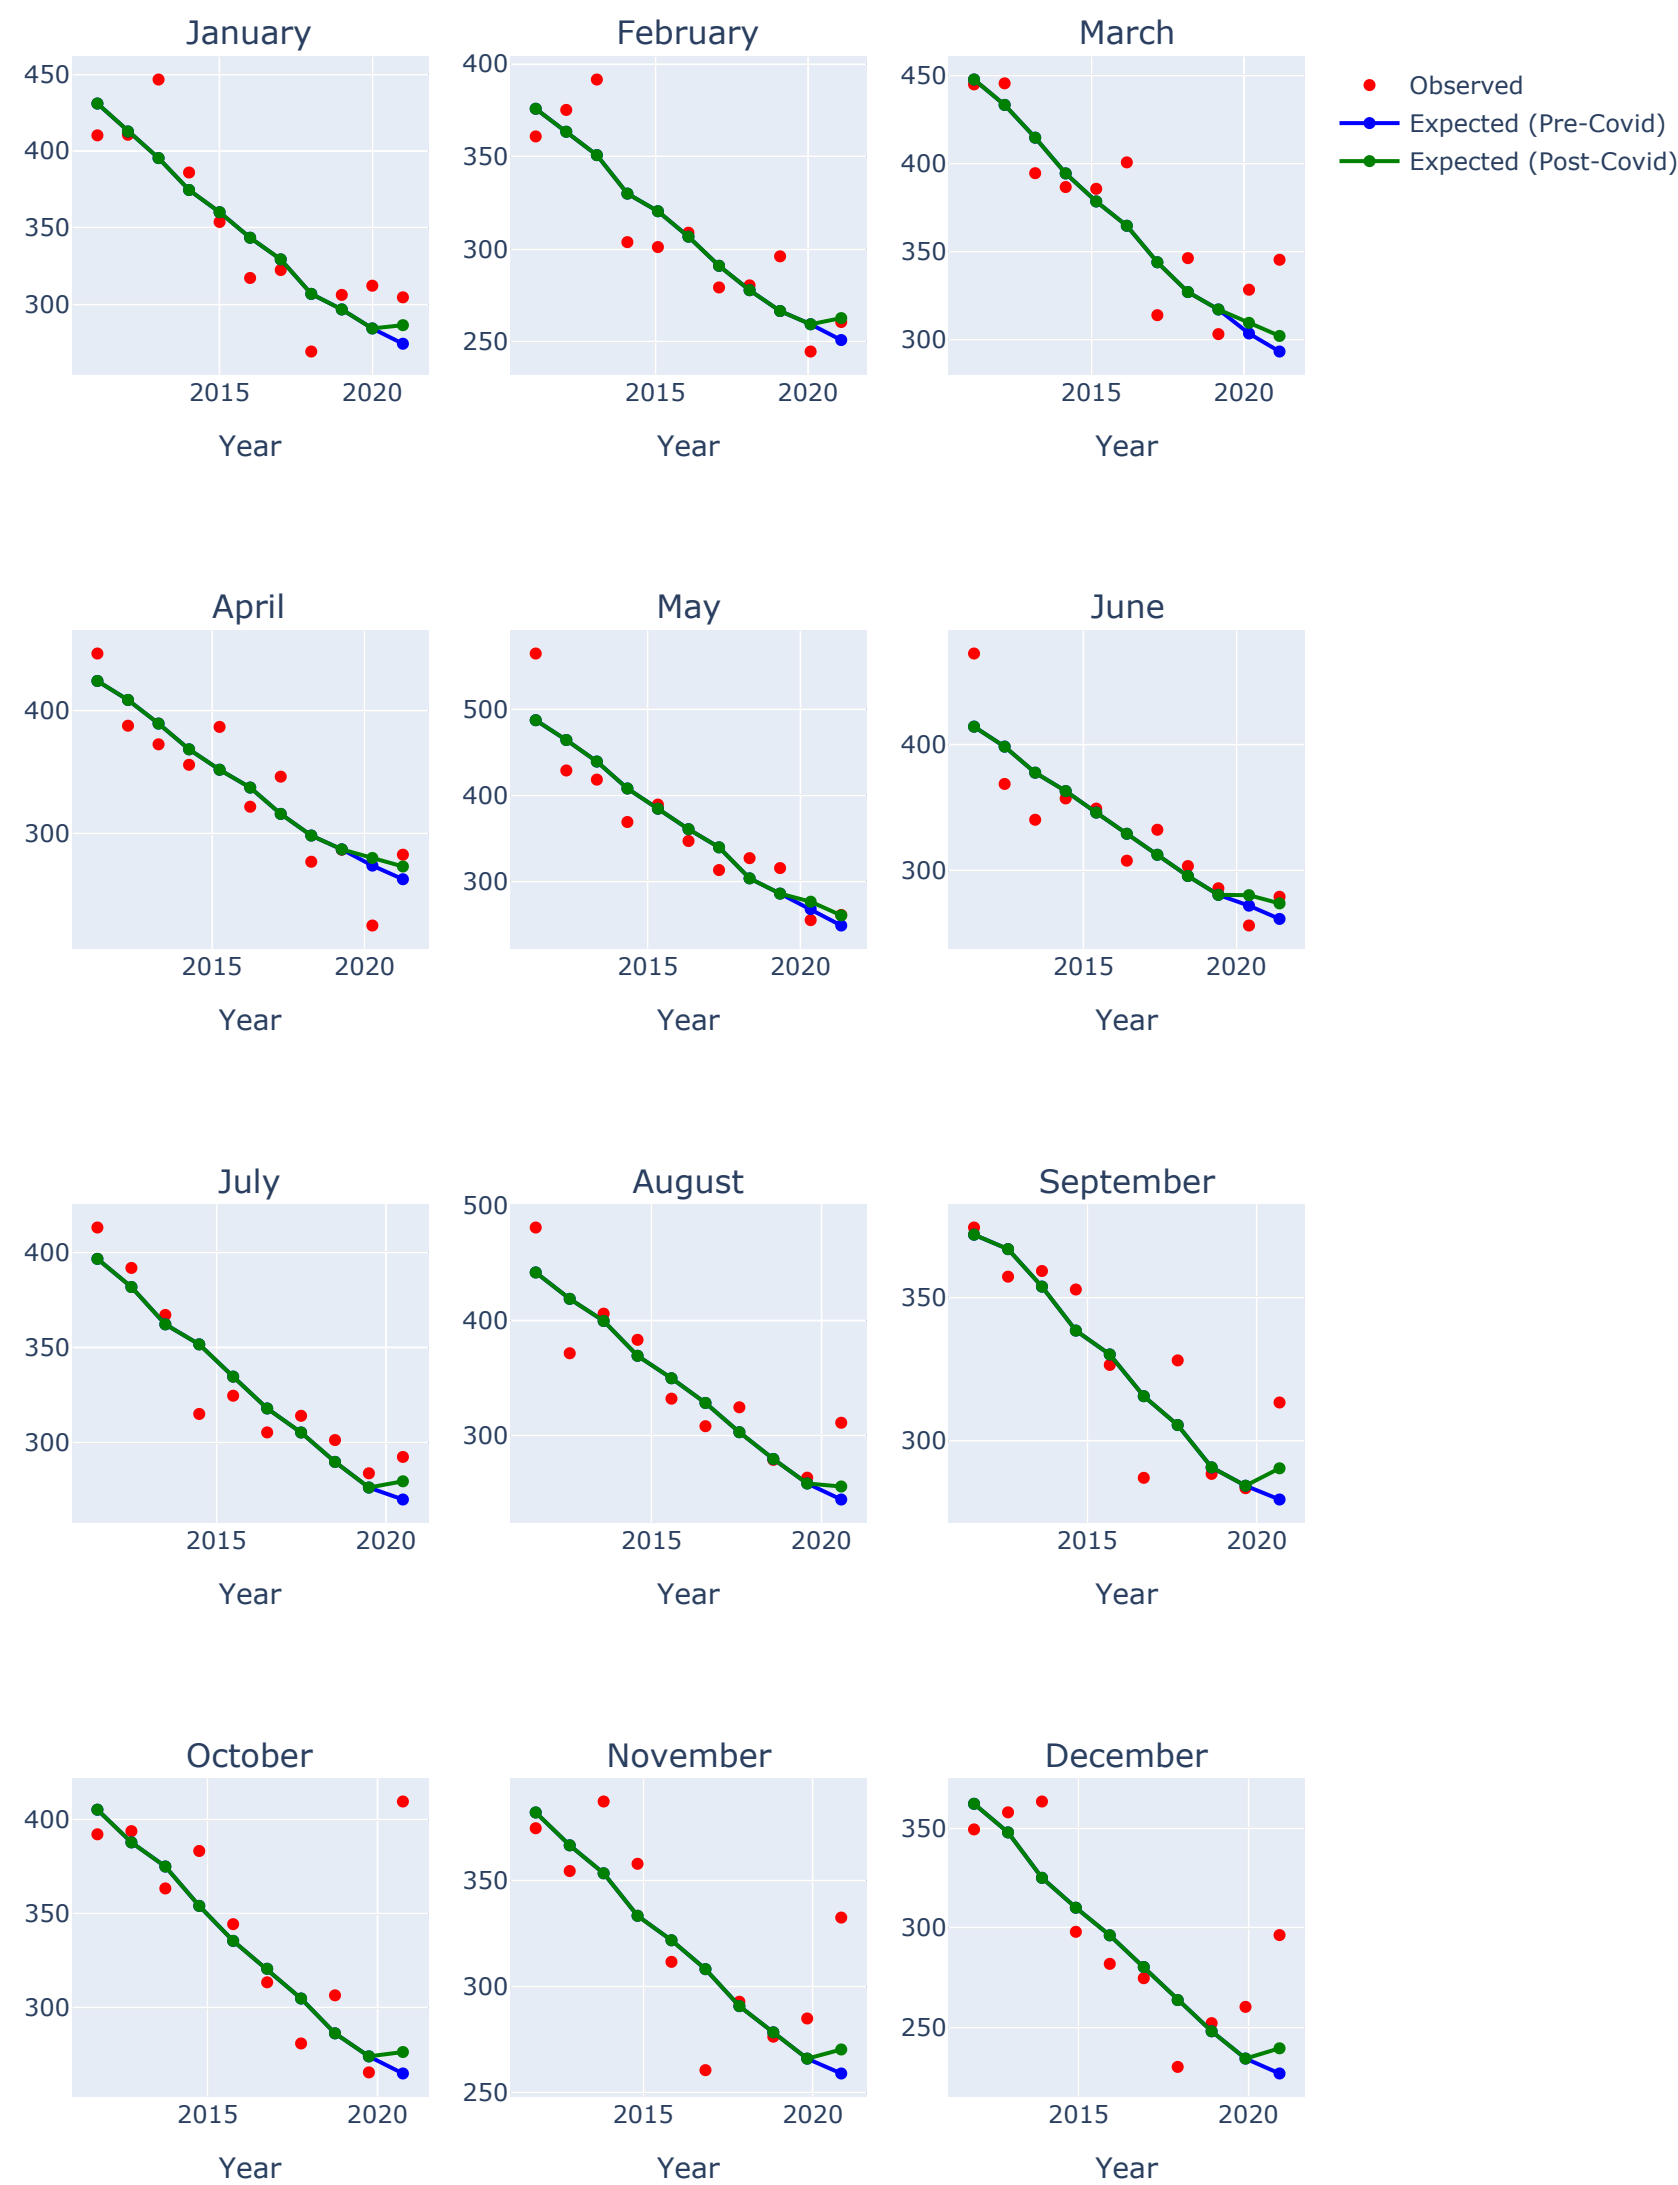 January
February
March
Observed
Expected (Pre-Covid)
Expected (Post-Covid)
450
400
350
300
2015
2020
Year
400
350
300
250
2015
2020
Year
450
400
350
300
2015
2020
Year
April
May
June
400
300
2015
2020
Year
500
400
300
2015
2020
Year
400
300
2015
2020
Year
July
August
September
400
350
300
2015
2020
Year
500
400
300
2015
2020
Year
350
300
2015
2020
Year
October
November
December
400
350
300
2015
2020
Year
350
300
250
2015
2020
Year
350
300
250
2015
2020
Year